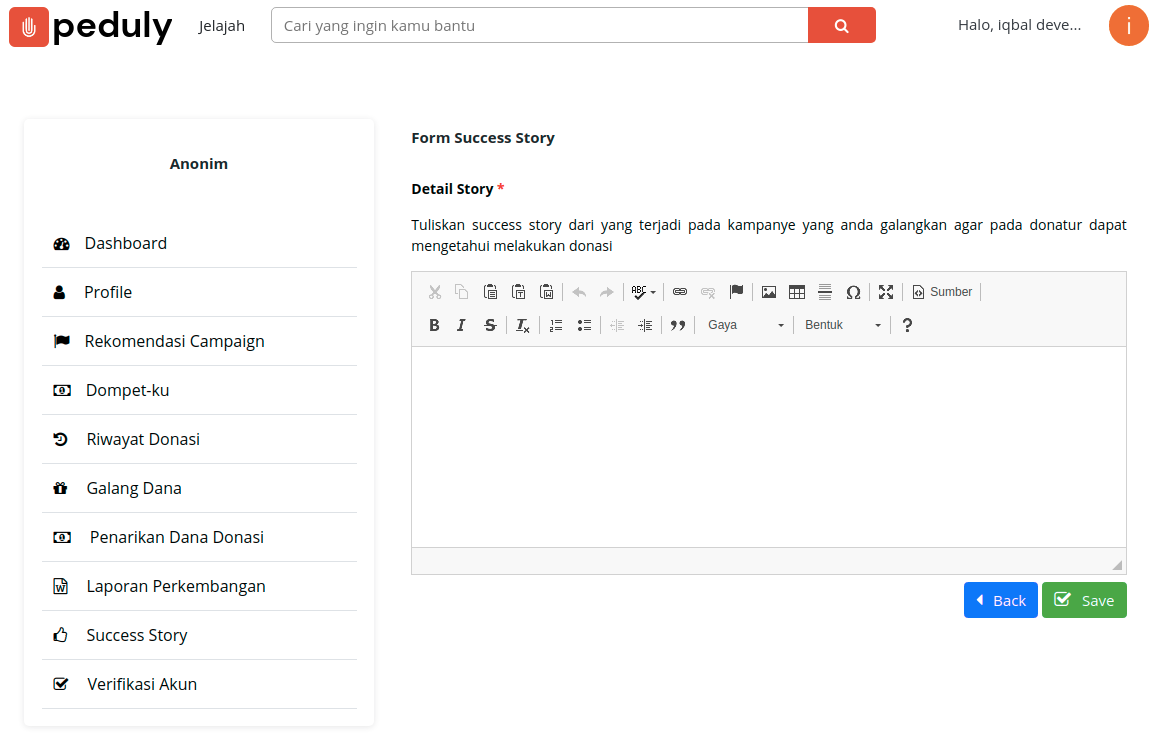 peduly
Jelajah
Cari yang ingin kamu bantu
Halo, iqbal deve...
i
Anonim
Dashboard
Profile
Rekomendasi Campaign
Dompet-ku
Riwayat Donasi
Galang Dana
Penarikan Dana Donasi
Laporan Perkembangan
Success Story
Verifikasi Akun
Form Success Story
Detail Story *
Tuliskan success story dari yang terjadi pada kampanye yang anda galangkan agar pada donatur dapat
mengetahui melakukan donasi
ABC Ω Sumber
B I S Tx Gaya Bentuk ?
Back Save